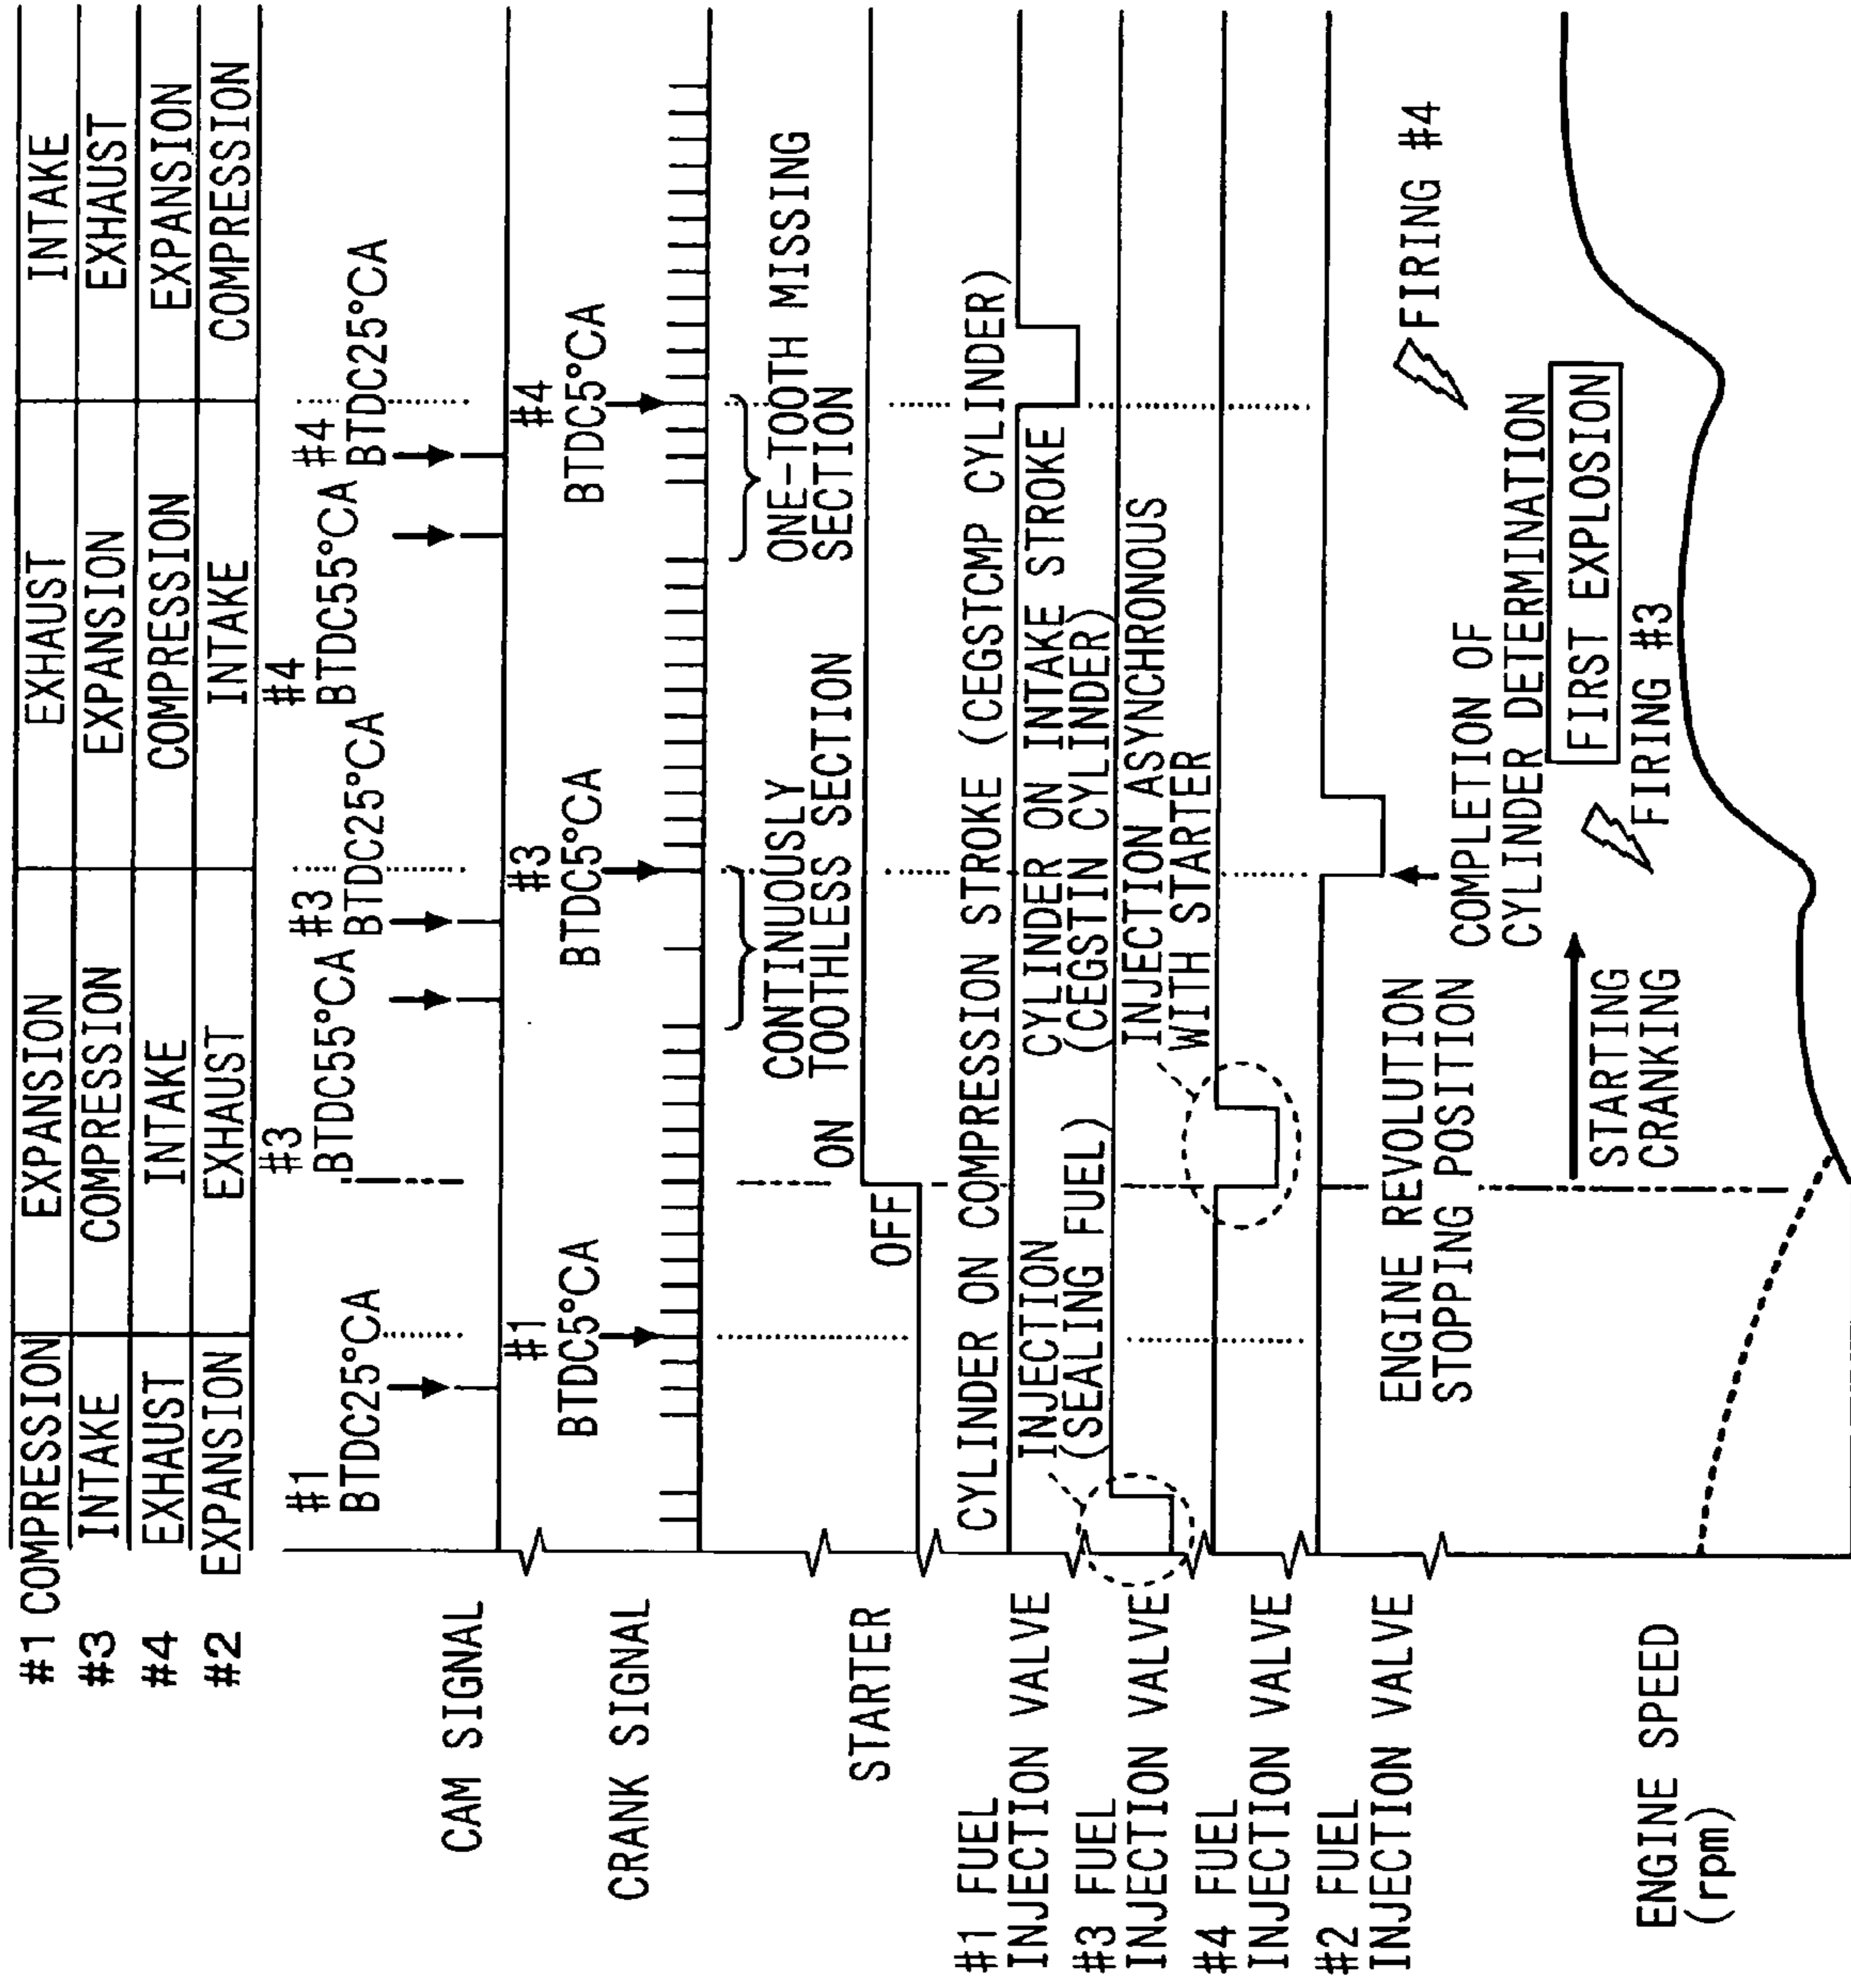 #1 COMPRESSION EXPANSION EXHAUST INTAKE
#3 INTAKE COMPRESSION EXPANSION EXHAUST
#4 EXHAUST INTAKE COMPRESSION EXPANSION
#2 EXPANSION EXHAUST INTAKE COMPRESSION
#1
BTDC25°CA
#3
BTDC55°CA
#3
BTDC25°CA
#4
BTDC55°CA
#4
BTDC25°CA
CAM SIGNAL
#1
BTDC5°CA
#3
BTDC5°CA
#4
BTDC5°CA
CRANK SIGNAL
CONTINUOUSLY
TOOTHLESS SECTION
ONE-TOOTH MISSING
SECTION
STARTER
OFF
ON
CYLINDER ON COMPRESSION STROKE (CEGSTCMP CYLINDER)
#1 FUEL
INJECTION VALVE
INJECTION
(SEALING FUEL)
CYLINDER ON INTAKE STROKE
(CEGSTIN CYLINDER)
#3 FUEL
INJECTION VALVE
INJECTION ASYNCHRONOUS
WITH STARTER
#4 FUEL
INJECTION VALVE
#2 FUEL
INJECTION VALVE
ENGINE REVOLUTION
STOPPING POSITION
COMPLETION OF
CYLINDER DETERMINATION
FIRST EXPLOSION
STARTING
CRANKING
FIRING #3
FIRING #4
ENGINE SPEED
(rpm)